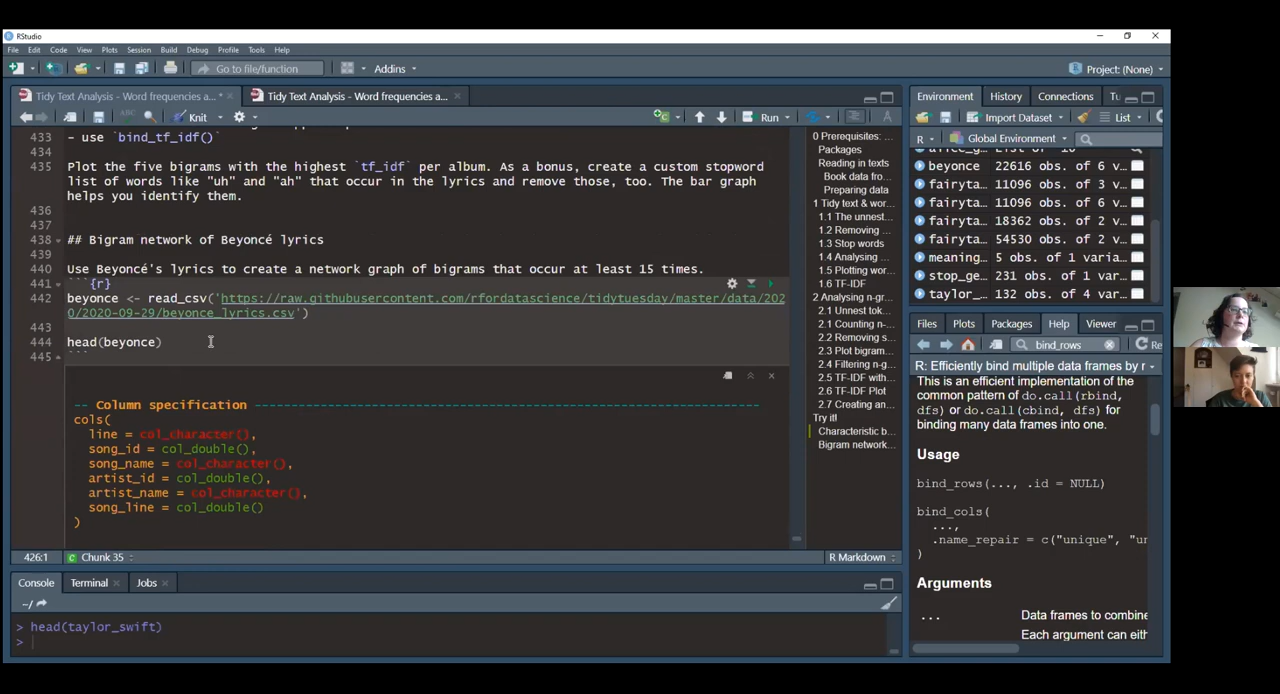 RStudio
File Edit Code View Plots Session Build Debug Profile Tools Help
Go to file/function
Addins
Project: (None)
Tidy Text Analysis - Word frequencies a...*
Tidy Text Analysis - Word frequencies a...
Knit
Run
433 - use `bind_tf_idf()`
434
435 Plot the five bigrams with the highest `tf_idf` per album. As a bonus, create a custom stopword
list of words like "uh" and "ah" that occur in the lyrics and remove those, too. The bar graph
helps you identify them.
436
437
438 ## Bigram network of Beyoncé lyrics
439
440 Use Beyoncé's lyrics to create a network graph of bigrams that occur at least 15 times.
441 ```{r}
442 beyonce <- read_csv('https://raw.githubusercontent.com/rfordatascience/tidytuesday/master/data/202
0/2020-09-29/beyonce_lyrics.csv')
443
444 head(beyonce)
445 ```
-- Column specification
cols(
line = col_character(),
song_id = col_double(),
song_name = col_character(),
artist_id = col_double(),
artist_name = col_character(),
song_line = col_double()
)
426:1
Chunk 35
R Markdown
0 Prerequisites: ...
Packages
Reading in texts
Book data fro...
Preparing data
1 Tidy text & wor...
1.1 The unnest...
1.2 Removing ...
1.3 Stop words
1.4 Analysing ...
1.5 Plotting wor...
1.6 TF-IDF
2 Analysing n-gr...
2.1 Unnest tok...
2.1 Counting n...
2.3 Plot bigram...
2.4 Filtering n-g...
2.5 TF-IDF with...
2.6 TF-IDF Plot
2.7 Creating an...
Try it!
Characteristic b...
Bigram network...
Console Terminal Jobs
~/
> head(taylor_swift)
>
Environment History Connections Tu
Import Dataset List
R Global Environment
beyonce 22616 obs. of 6 v...
fairyta... 11096 obs. of 3 v...
fairyta... 11096 obs. of 6 v...
fairyta... 18362 obs. of 2 v...
fairyta... 54530 obs. of 2 v...
meaning... 5 obs. of 1 varia...
stop_ge... 231 obs. of 1 var...
taylor_... 132 obs. of 4 var...
Files Plots Packages Help Viewer
bind_rows
R: Efficiently bind multiple data frames by r
This is an efficient implementation of the
common pattern of do.call(rbind,
dfs) or do.call(cbind, dfs) for
binding many data frames into one.
Usage
bind_rows(..., .id = NULL)
bind_cols(
...,
.name_repair = c("unique", "un
)
Arguments
... Data frames to combine
Each argument can eith